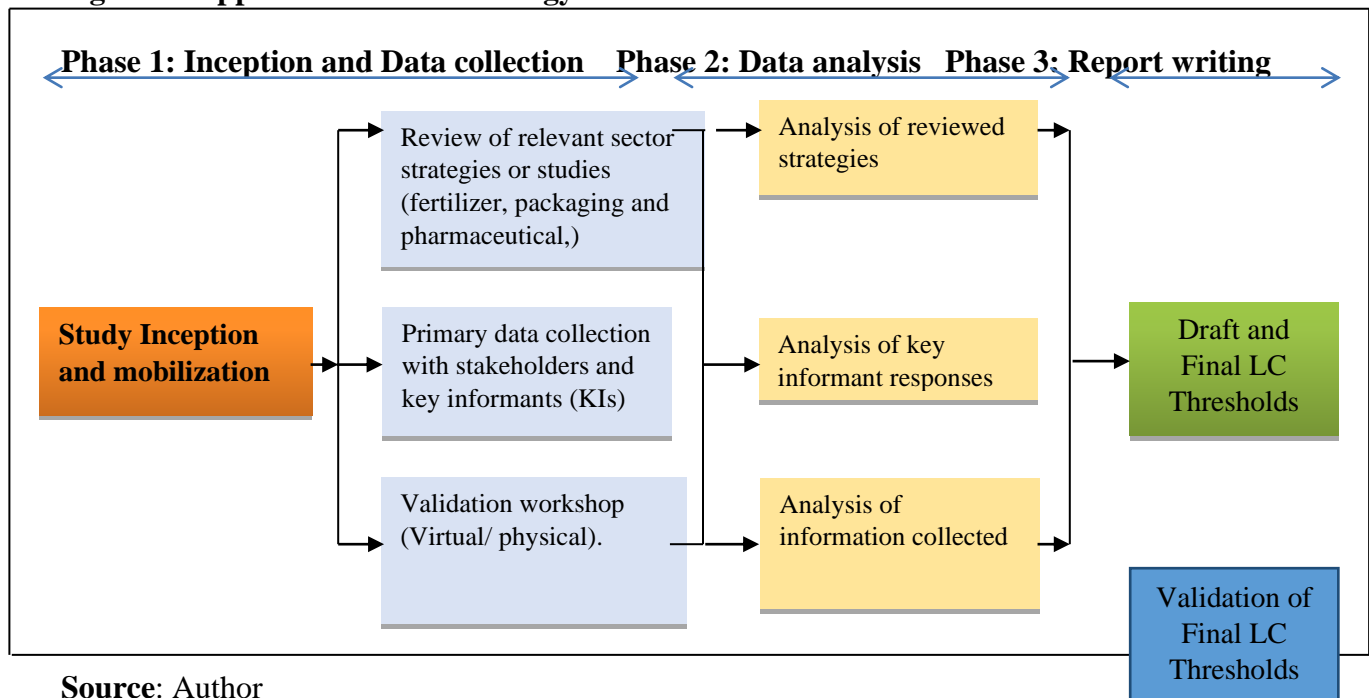 Phase 1: Inception and Data collection Phase 2: Data analysis Phase 3: Report writing
Review of relevant sector
strategies or studies
(fertilizer, packaging and
pharmaceutical,)
Analysis of reviewed
strategies
Study Inception
and mobilization
Primary data collection
with stakeholders and
key informants (KIs)
Analysis of key
informant responses
Draft and
Final LC
Thresholds
Validation workshop
(Virtual/ physical).
Analysis of
information collected
Validation of
Final LC
Thresholds
Source: Author